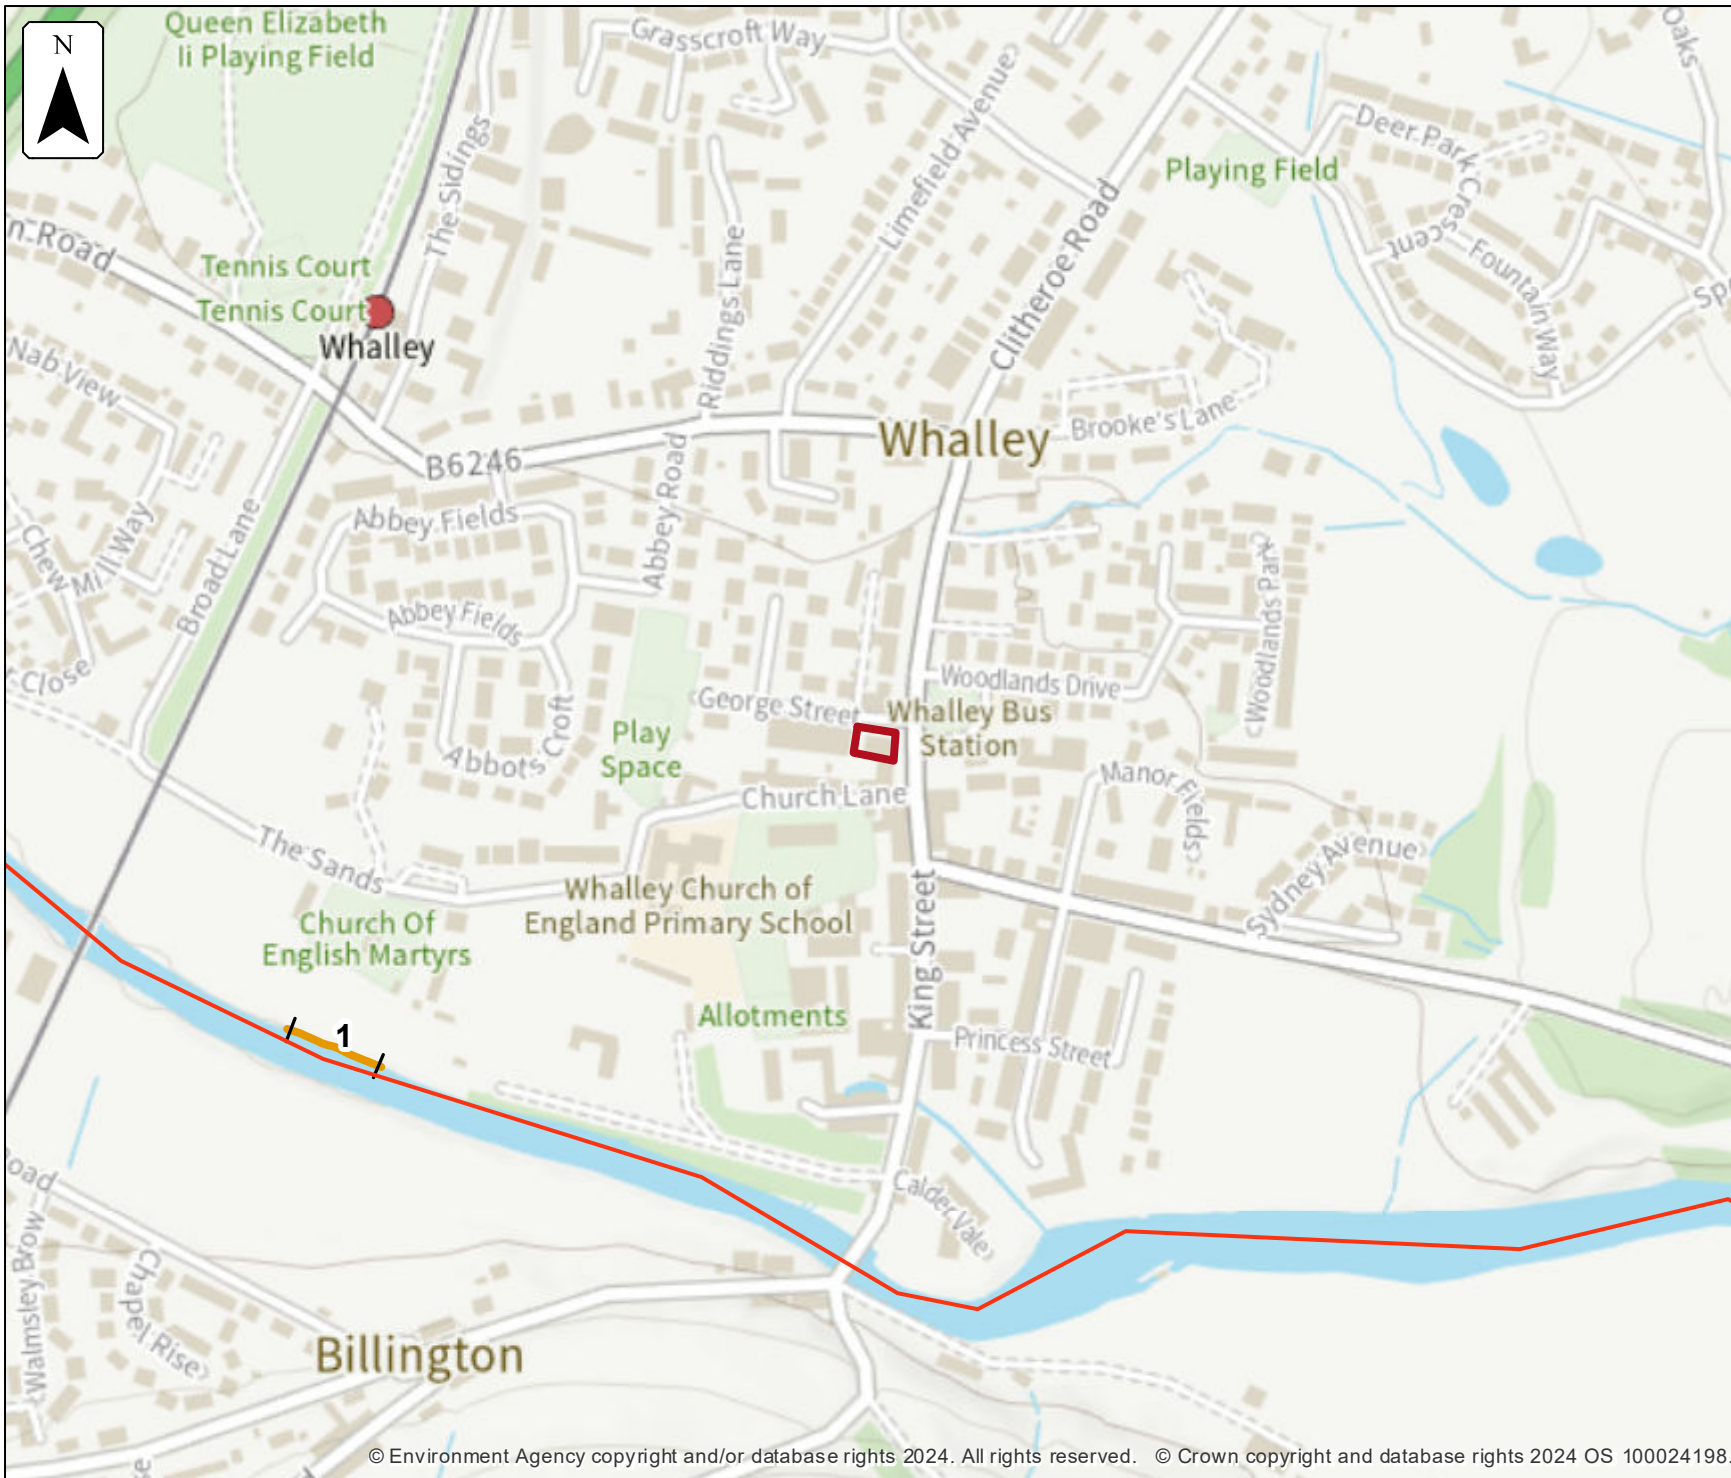 N
Queen Elizabeth
Ii Playing Field
Grasscroft Way
Oaks
Limefield Avenue
Deer Park Crescent
Playing Field
The Sidings
Clitheroe Road
n Road
Tennis Court
Tennis Court
Whalley
Riddings Lane
Fountain Way
Nab View
Brooke's Lane
Whalley
B6246
Abbey Road
Abbey Fields
Chew Mill Way
Broad Lane
Woodlands Park
Abbey Fields
r Close
Woodlands Drive
George Street
Whalley Bus
Station
Play
Space
Abbots Croft
Manor Fields
Church Lane
The Sands
Sydney Avenue
Whalley Church of
England Primary School
King Street
Church Of
English Martyrs
Allotments
1
Princess Street
oad
Calder Vale
Walmsley Brow
Chapel Rise
Billington
© Environment Agency copyright and/or database rights 2024. All rights reserved. © Crown copyright and database rights 2024 OS 100024198